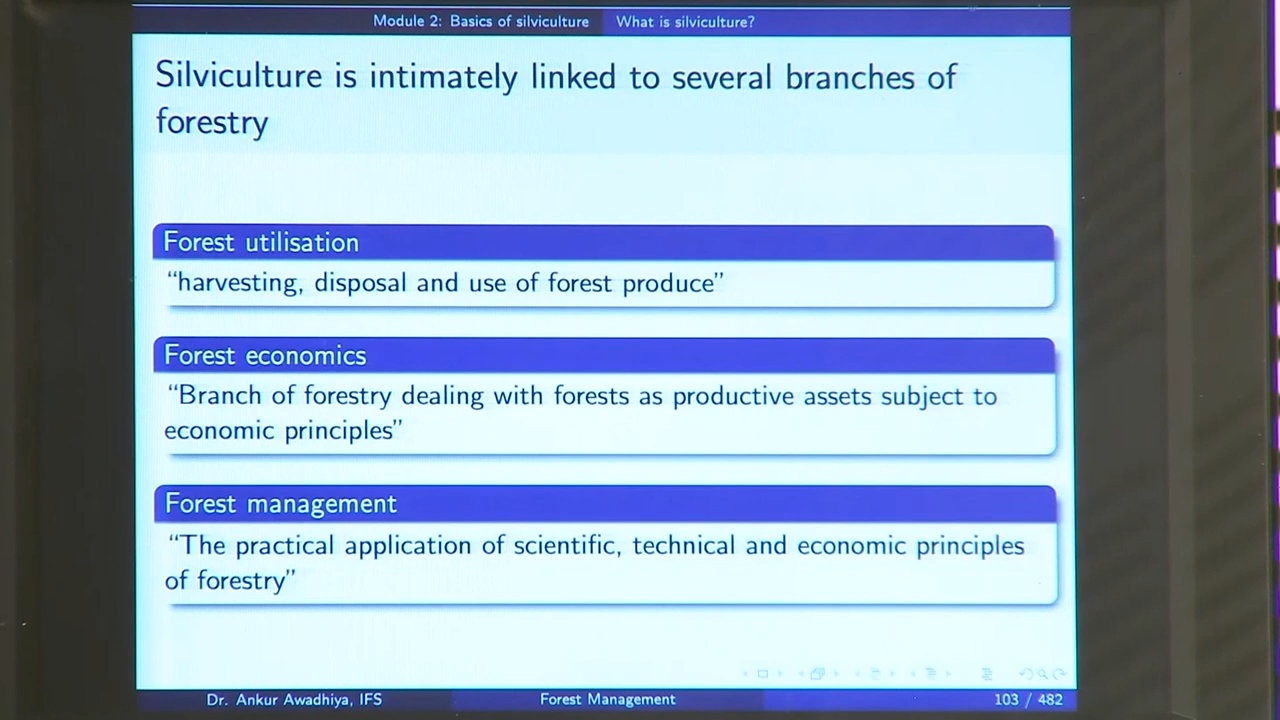 Module 2: Basics of silviculture What is silviculture?
Silviculture is intimately linked to several branches of
forestry
Forest utilisation
“harvesting, disposal and use of forest produce”
Forest economics
“Branch of forestry dealing with forests as productive assets subject to
economic principles”
Forest management
“The practical application of scientific, technical and economic principles
of forestry”
Dr. Ankur Awadhiya, IFS Forest Management 103 / 482